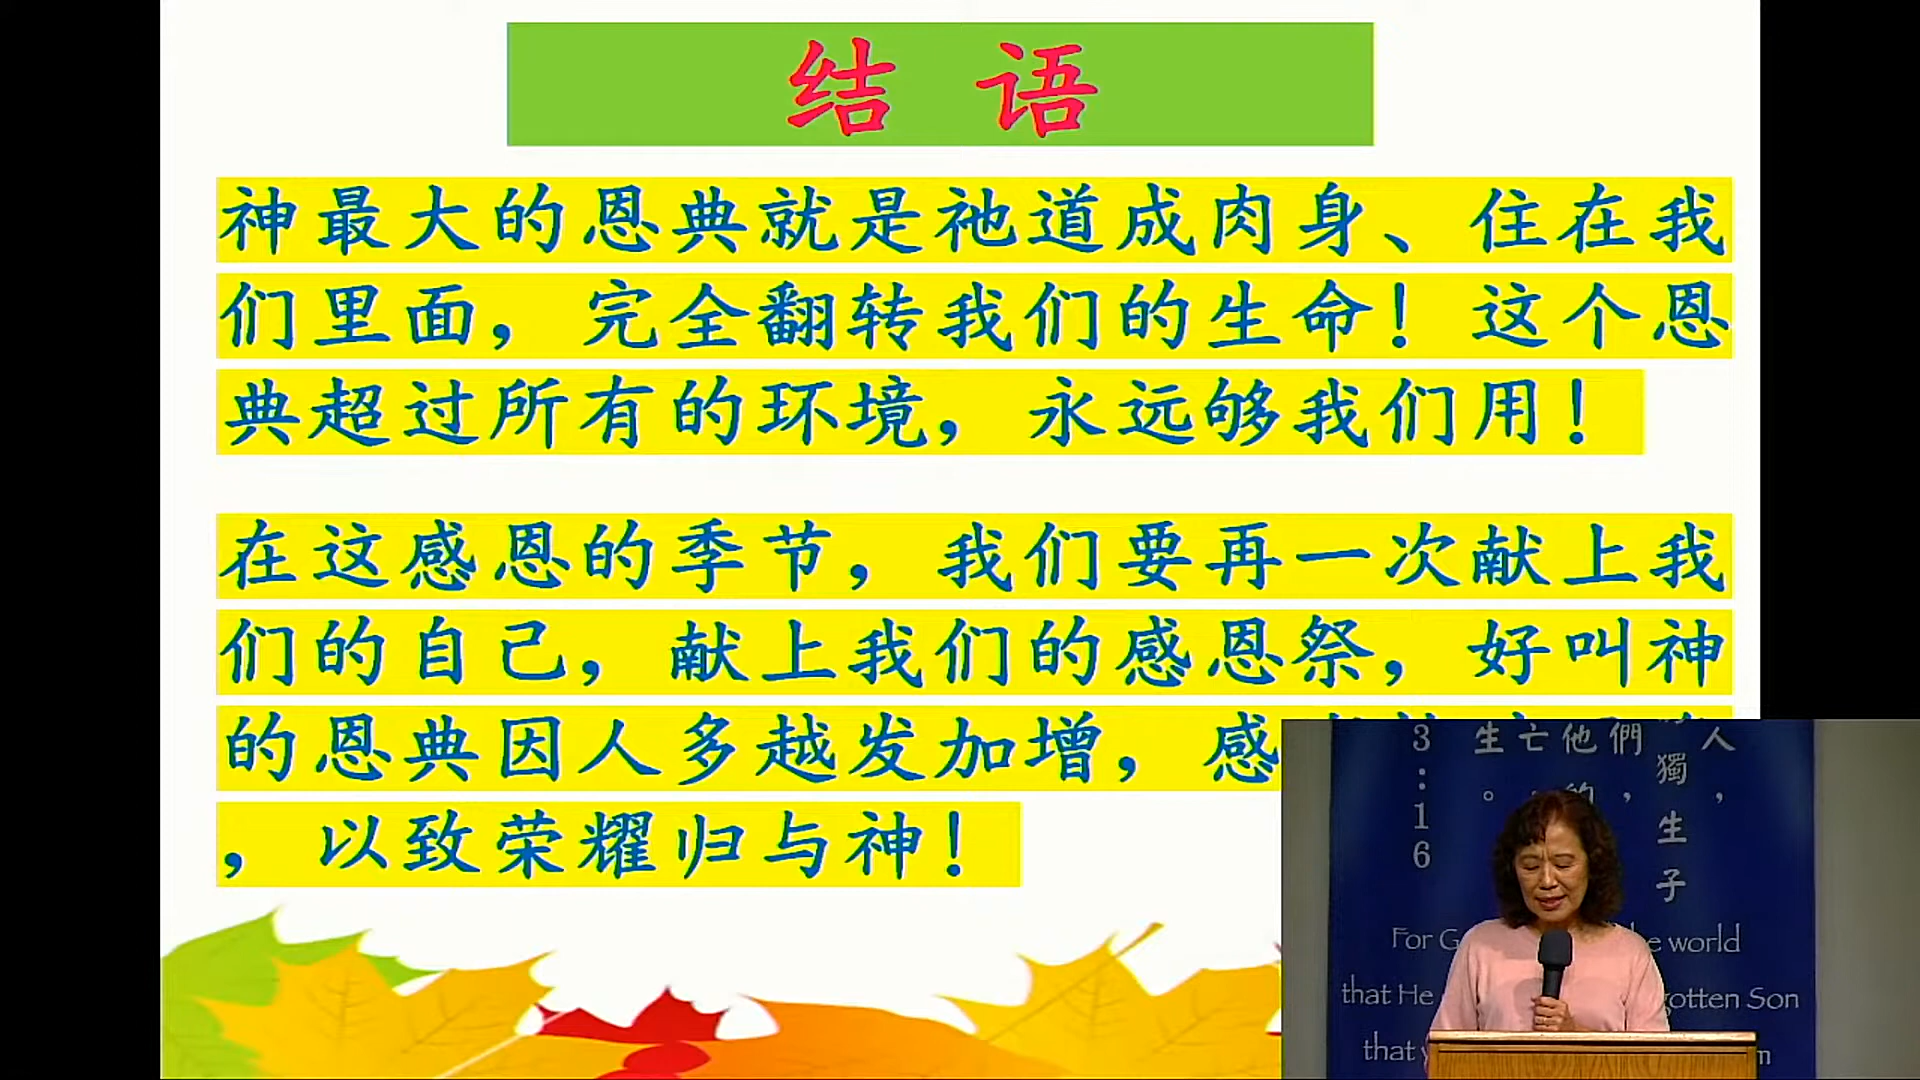 结 语
神最大的恩典就是祂道成肉身、住在我
们里面，完全翻转我们的生命！这个恩
典超过所有的环境，永远够我们用！
在这感恩的季节，我们要再一次献上我
们的自己，献上我们的感恩祭，好叫神
的恩典因人多越发加增，感
，以致荣耀归与神！
3:16
生亡他們 人
。 ， ，
獨生子
For G he world
that He gotten Son
that